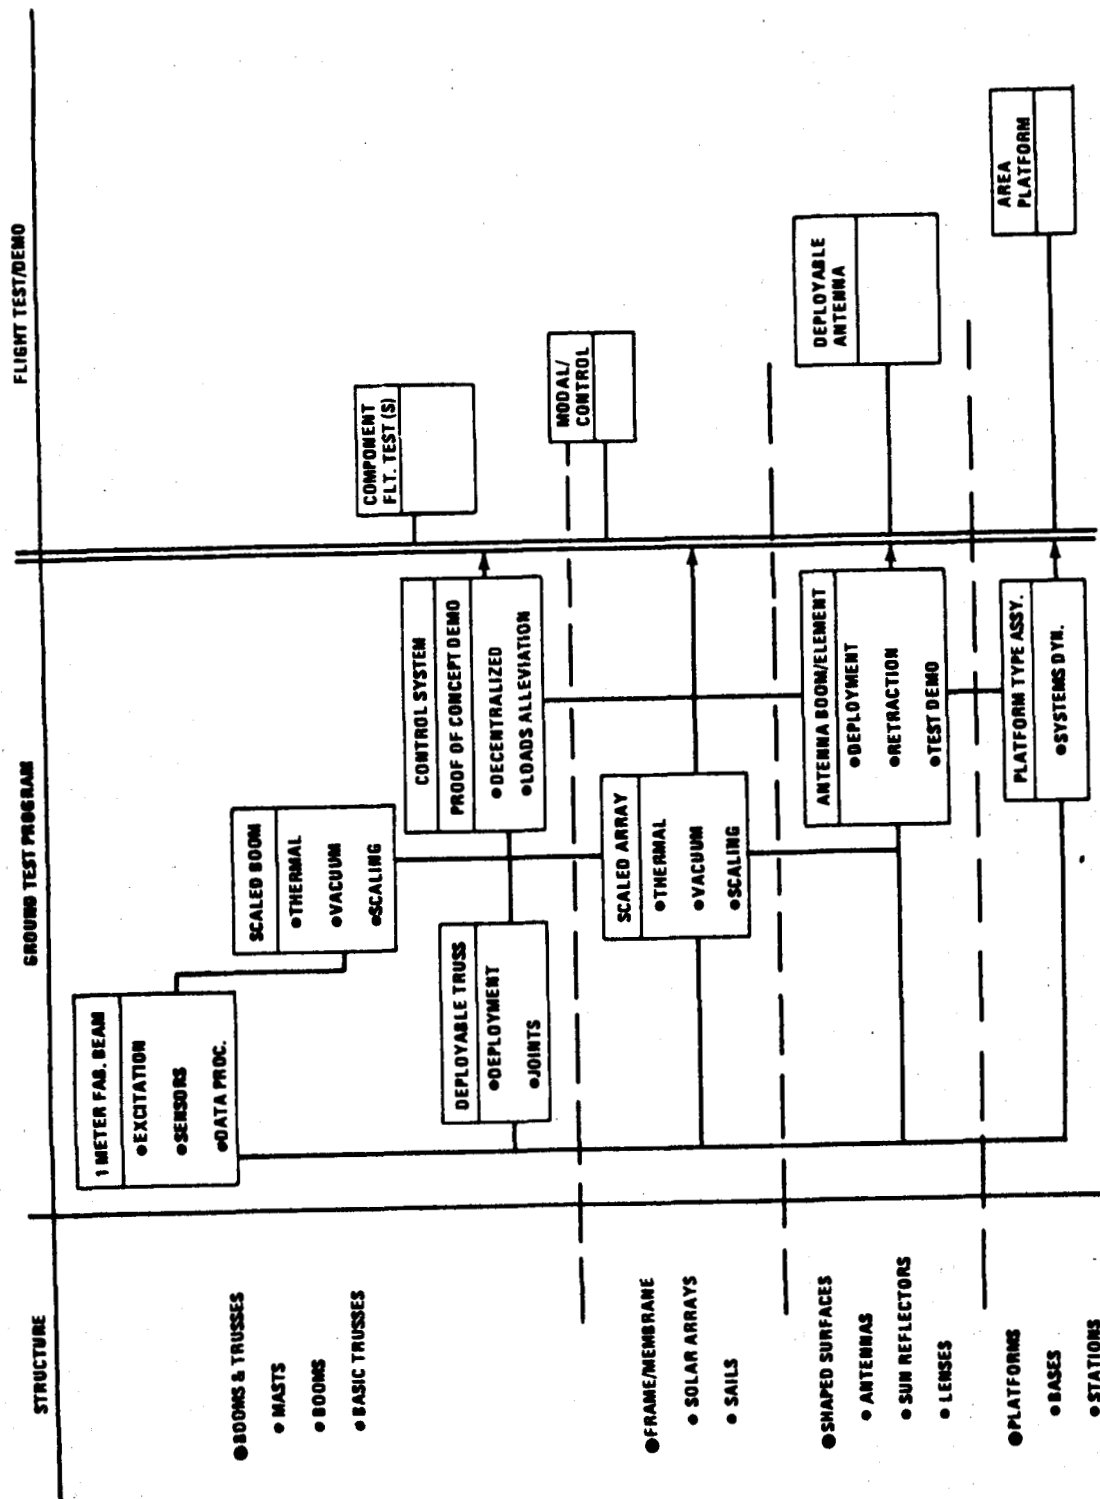 STRUCTURE
GROUND TEST PROGRAM
FLIGHT TEST/DEMO
●BOOMS & TRUSSES
● MASTS
● BOOMS
● BASIC TRUSSES
1 METER FAB. BEAM
●EXCITATION
●SENSORS
●DATA PROC.
SCALED BOOM
●THERMAL
●VACUUM
●SCALING
DEPLOYABLE TRUSS
●DEPLOYMENT
●JOINTS
CONTROL SYSTEM
PROOF OF CONCEPT DEMO
●DECENTRALIZED
●LOADS ALLEVIATION
COMPONENT
FLT. TEST (S)
●FRAME/MEMBRANE
● SOLAR ARRAYS
● SAILS
SCALED ARRAY
●THERMAL
●VACUUM
●SCALING
MODAL/
CONTROL
●SHAPED SURFACES
● ANTENNAS
● SUN REFLECTORS
● LENSES
ANTENNA BOOM/ELEMENT
●DEPLOYMENT
●RETRACTION
●TEST DEMO
DEPLOYABLE
ANTENNA
●PLATFORMS
● BASES
● STATIONS
PLATFORM TYPE ASSY.
●SYSTEMS DYN.
AREA
PLATFORM